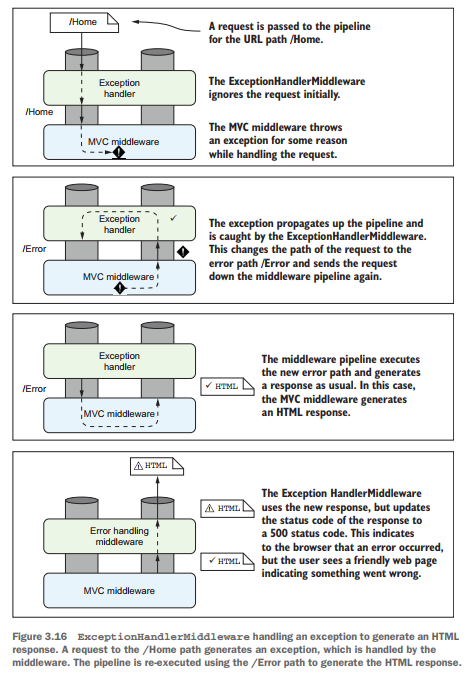 /Home
A request is passed to the pipeline
for the URL path /Home.
Exception
handler
/Home
MVC middleware
The ExceptionHandlerMiddleware
ignores the request initially.
The MVC middleware throws
an exception for some reason
while handling the request.
Exception
handler
/Error
MVC middleware
The exception propagates up the pipeline and
is caught by the ExceptionHandlerMiddleware.
This changes the path of the request to the
error path /Error and sends the request
down the middleware pipeline again.
Exception
handler
/Error
MVC middleware
HTML
The middleware pipeline executes
the new error path and generates
a response as usual. In this case,
the MVC middleware generates
an HTML response.
HTML
Error handling
middleware
MVC middleware
HTML
HTML
The Exception HandlerMiddleware
uses the new response, but updates
the status code of the response to
a 500 status code. This indicates
to the browser that an error occurred,
but the user sees a friendly web page
indicating something went wrong.
Figure 3.16 ExceptionHandlerMiddleware handling an exception to generate an HTML
response. A request to the /Home path generates an exception, which is handled by the
middleware. The pipeline is re-executed using the /Error path to generate the HTML response.